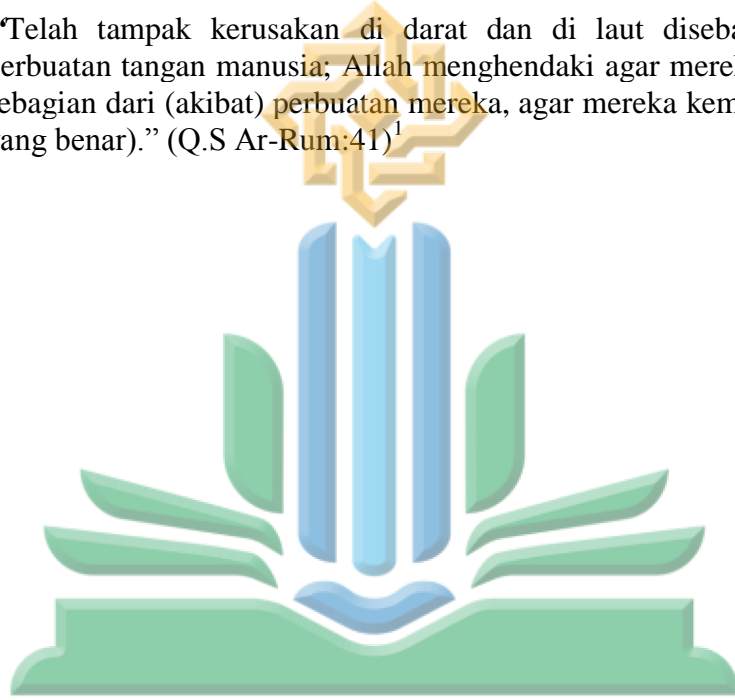 “Telah tampak kerusakan di darat dan di laut diseba
erbuatan tangan manusia; Allah menghendaki agar merek
ebagian dari (akibat) perbuatan mereka, agar mereka kem
ang benar).” (Q.S Ar-Rum:41)1